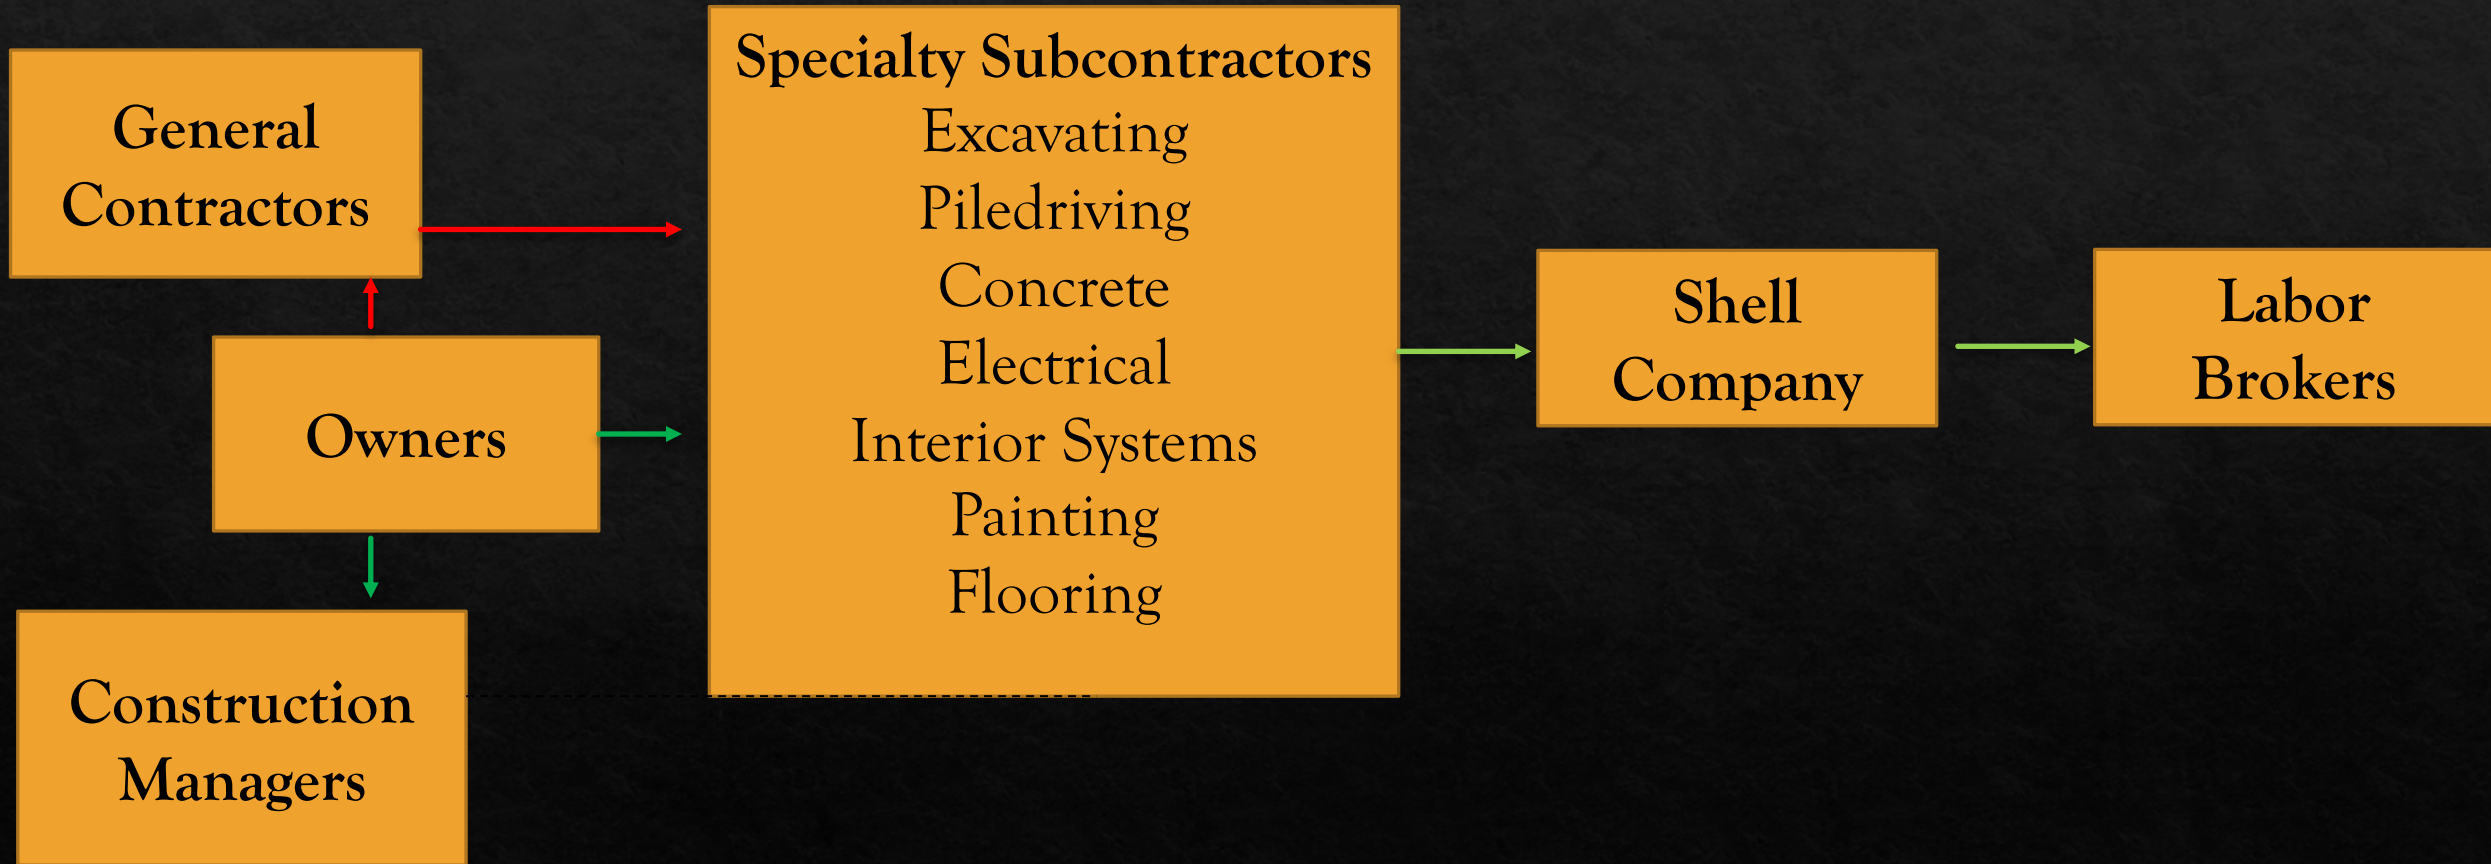 General
Contractors
Owners
Construction
Managers
Specialty Subcontractors
Excavating
Piledriving
Concrete
Electrical
Interior Systems
Painting
Flooring
Shell
Company
Labor
Brokers